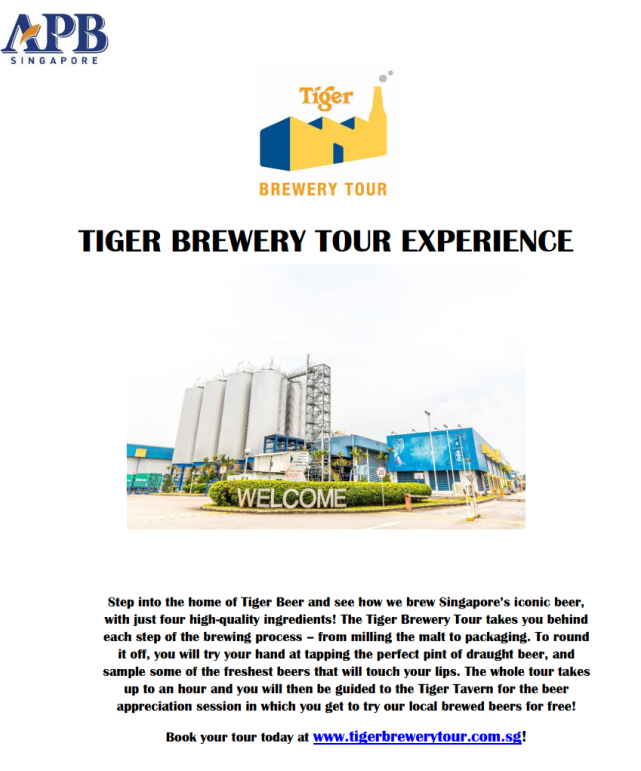 APB
SINGAPORE
Tiger
BREWERY TOUR
TIGER BREWERY TOUR EXPERIENCE
WELCOME
Step into the home of Tiger Beer and see how we brew Singapore's iconic beer,
with just four high-quality ingredients! The Tiger Brewery Tour takes you behind
each step of the brewing process – from milling the malt to packaging. To round
it off, you will try your hand at tapping the perfect pint of draught beer, and
sample some of the freshest beers that will touch your lips. The whole tour takes
up to an hour and you will then be guided to the Tiger Tavern for the beer
appreciation session in which you get to try our local brewed beers for free!
Book your tour today at www.tigerbrewerytour.com.sg!